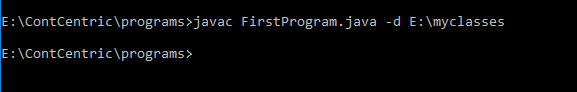 E:\ContCentric\programs>javac FirstProgram.java -d E:\myclasses
E:\ContCentric\programs>